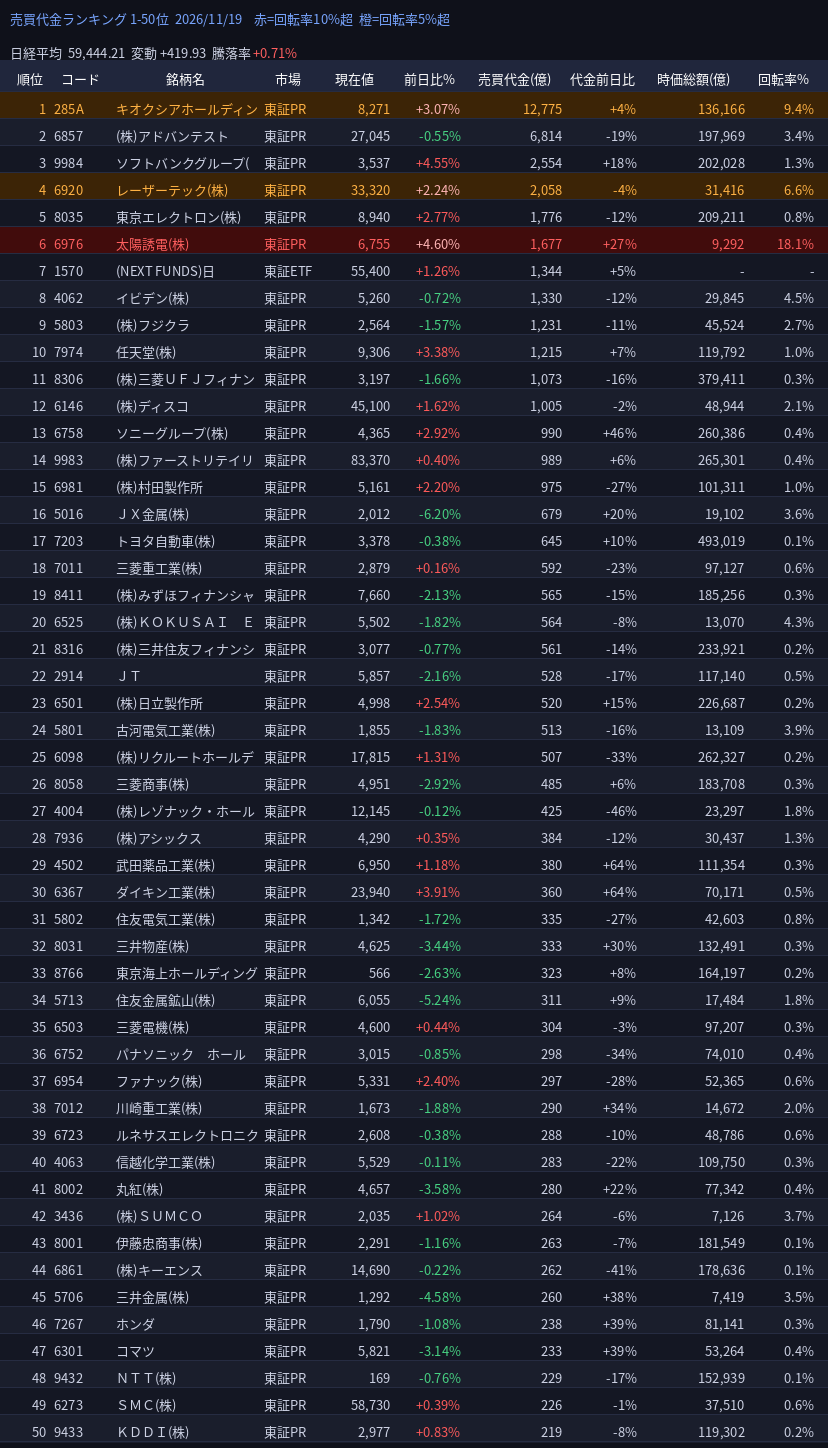 売買代金ランキング 1-50位 2026/11/19 赤=回転率10%超 橙=回転率5%超
日経平均 59,444.21 変動 +419.93 騰落率 +0.71%
順位 コード 銘柄名 市場 現在値 前日比% 売買代金(億) 代金前日比 時価総額(億) 回転率%
1 285A キオクシアホールディン 東証PR 8,271 +3.07% 12,775 +4% 136,166 9.4%
2 6857 (株)アドバンテスト 東証PR 27,045 -0.55% 6,814 -19% 197,969 3.4%
3 9984 ソフトバンクグループ( 東証PR 3,537 +4.55% 2,554 +18% 202,028 1.3%
4 6920 レーザーテック(株) 東証PR 33,320 +2.24% 2,058 -4% 31,416 6.6%
5 8035 東京エレクトロン(株) 東証PR 8,940 +2.77% 1,776 -12% 209,211 0.8%
6 6976 太陽誘電(株) 東証PR 6,755 +4.60% 1,677 +27% 9,292 18.1%
7 1570 (NEXT FUNDS)日 東証ETF 55,400 +1.26% 1,344 +5% - -
8 4062 イビデン(株) 東証PR 5,260 -0.72% 1,330 -12% 29,845 4.5%
9 5803 (株)フジクラ 東証PR 2,564 -1.57% 1,231 -11% 45,524 2.7%
10 7974 任天堂(株) 東証PR 9,306 +3.38% 1,215 +7% 119,792 1.0%
11 8306 (株)三菱ＵＦＪフィナン 東証PR 3,197 -1.66% 1,073 -16% 379,411 0.3%
12 6146 (株)ディスコ 東証PR 45,100 +1.62% 1,005 -2% 48,944 2.1%
13 6758 ソニーグループ(株) 東証PR 4,365 +2.92% 990 +46% 260,386 0.4%
14 9983 (株)ファーストリテイリ 東証PR 83,370 +0.40% 989 +6% 265,301 0.4%
15 6981 (株)村田製作所 東証PR 5,161 +2.20% 975 -27% 101,311 1.0%
16 5016 ＪＸ金属(株) 東証PR 2,012 -6.20% 679 +20% 19,102 3.6%
17 7203 トヨタ自動車(株) 東証PR 3,378 -0.38% 645 +10% 493,019 0.1%
18 7011 三菱重工業(株) 東証PR 2,879 +0.16% 592 -23% 97,127 0.6%
19 8411 (株)みずほフィナンシャ 東証PR 7,660 -2.13% 565 -15% 185,256 0.3%
20 6525 (株)ＫＯＫＵＳＡＩ　Ｅ 東証PR 5,502 -1.82% 564 -8% 13,070 4.3%
21 8316 (株)三井住友フィナンシ 東証PR 3,077 -0.77% 561 -14% 233,921 0.2%
22 2914 ＪＴ 東証PR 5,857 -2.16% 528 -17% 117,140 0.5%
23 6501 (株)日立製作所 東証PR 4,998 +2.54% 520 +15% 226,687 0.2%
24 5801 古河電気工業(株) 東証PR 1,855 -1.83% 513 -16% 13,109 3.9%
25 6098 (株)リクルートホールデ 東証PR 17,815 +1.31% 507 -33% 262,327 0.2%
26 8058 三菱商事(株) 東証PR 4,951 -2.92% 485 +6% 183,708 0.3%
27 4004 (株)レゾナック・ホール 東証PR 12,145 -0.12% 425 -46% 23,297 1.8%
28 7936 (株)アシックス 東証PR 4,290 +0.35% 384 -12% 30,437 1.3%
29 4502 武田薬品工業(株) 東証PR 6,950 +1.18% 380 +64% 111,354 0.3%
30 6367 ダイキン工業(株) 東証PR 23,940 +3.91% 360 +64% 70,171 0.5%
31 5802 住友電気工業(株) 東証PR 1,342 -1.72% 335 -27% 42,603 0.8%
32 8031 三井物産(株) 東証PR 4,625 -3.44% 333 +30% 132,491 0.3%
33 8766 東京海上ホールディング 東証PR 566 -2.63% 323 +8% 164,197 0.2%
34 5713 住友金属鉱山(株) 東証PR 6,055 -5.24% 311 +9% 17,484 1.8%
35 6503 三菱電機(株) 東証PR 4,600 +0.44% 304 -3% 97,207 0.3%
36 6752 パナソニック　ホール 東証PR 3,015 -0.85% 298 -34% 74,010 0.4%
37 6954 ファナック(株) 東証PR 5,331 +2.40% 297 -28% 52,365 0.6%
38 7012 川崎重工業(株) 東証PR 1,673 -1.88% 290 +34% 14,672 2.0%
39 6723 ルネサスエレクトロニク 東証PR 2,608 -0.38% 288 -10% 48,786 0.6%
40 4063 信越化学工業(株) 東証PR 5,529 -0.11% 283 -22% 109,750 0.3%
41 8002 丸紅(株) 東証PR 4,657 -3.58% 280 +22% 77,342 0.4%
42 3436 (株)ＳＵＭＣＯ 東証PR 2,035 +1.02% 264 -6% 7,126 3.7%
43 8001 伊藤忠商事(株) 東証PR 2,291 -1.16% 263 -7% 181,549 0.1%
44 6861 (株)キーエンス 東証PR 14,690 -0.22% 262 -41% 178,636 0.1%
45 5706 三井金属(株) 東証PR 1,292 -4.58% 260 +38% 7,419 3.5%
46 7267 ホンダ 東証PR 1,790 -1.08% 238 +39% 81,141 0.3%
47 6301 コマツ 東証PR 5,821 -3.14% 233 +39% 53,264 0.4%
48 9432 ＮＴＴ(株) 東証PR 169 -0.76% 229 -17% 152,939 0.1%
49 6273 ＳＭＣ(株) 東証PR 58,730 +0.39% 226 -1% 37,510 0.6%
50 9433 ＫＤＤＩ(株) 東証PR 2,977 +0.83% 219 -8% 119,302 0.2%